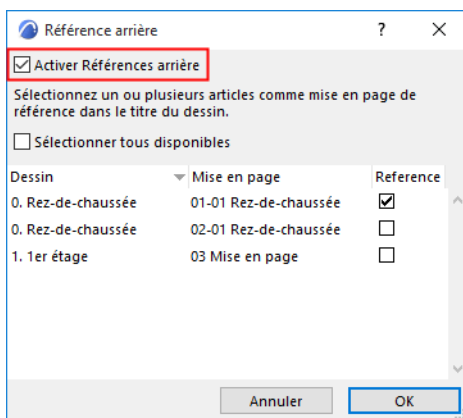 Référence arrière ? ×
Activer Références arrière
Sélectionnez un ou plusieurs articles comme mise en page de
référence dans le titre du dessin.
Sélectionner tous disponibles
Dessin Mise en page Reference
0. Rez-de-chaussée 01-01 Rez-de-chaussée
0. Rez-de-chaussée 02-01 Rez-de-chaussée
1. 1er étage 03 Mise en page
Annuler OK